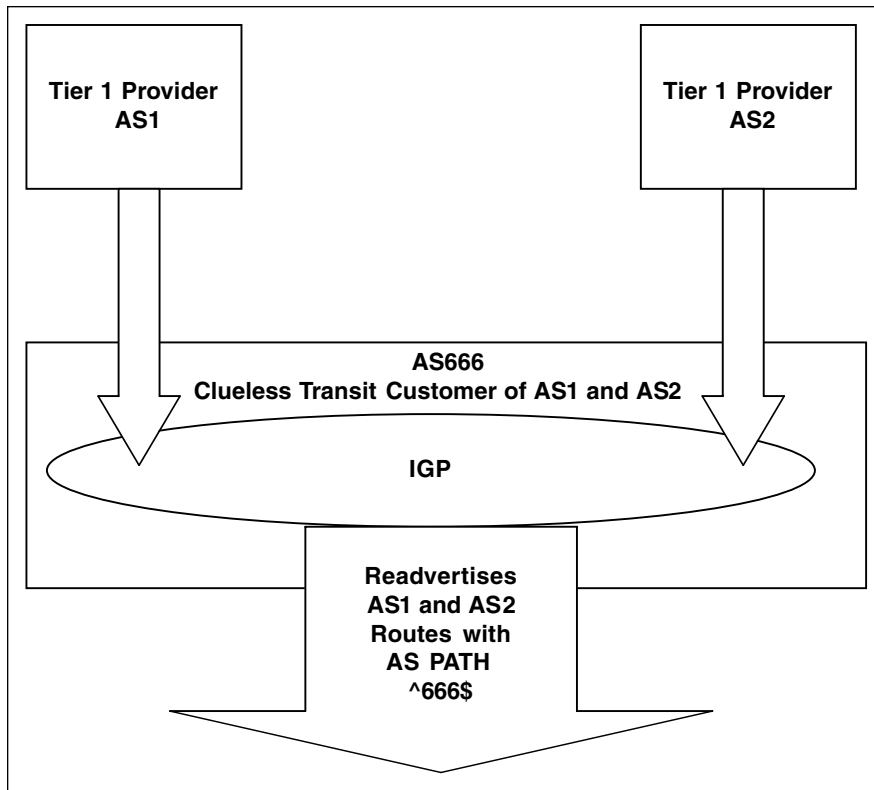 Tier 1 Provider
AS1
Tier 1 Provider
AS2
AS666
Clueless Transit Customer of AS1 and AS2
IGP
Readvertises
AS1 and AS2
Routes with
AS PATH
^666$